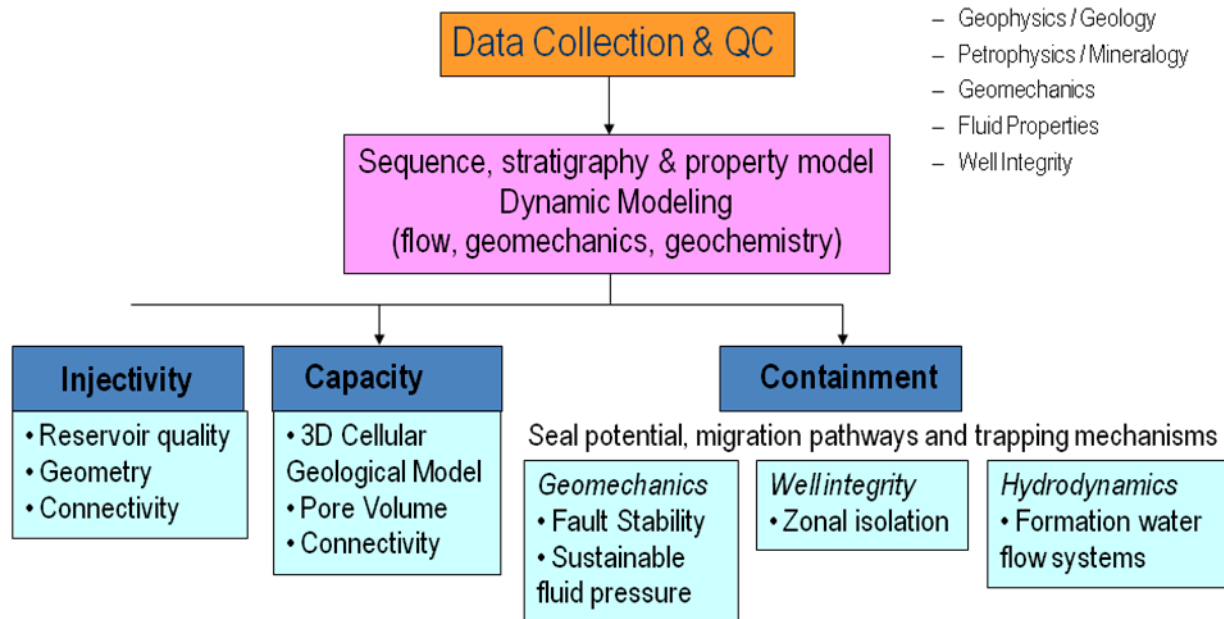 Data Collection & QC
– Geophysics / Geology
– Petrophysics / Mineralogy
– Geomechanics
– Fluid Properties
– Well Integrity
Sequence, stratigraphy & property model
Dynamic Modeling
(flow, geomechanics, geochemistry)
Injectivity
• Reservoir quality
• Geometry
• Connectivity
Capacity
• 3D Cellular
Geological Model
• Pore Volume
• Connectivity
Containment
Seal potential, migration pathways and trapping mechanisms
Geomechanics
• Fault Stability
• Sustainable
fluid pressure
Well integrity
• Zonal isolation
Hydrodynamics
• Formation water
flow systems